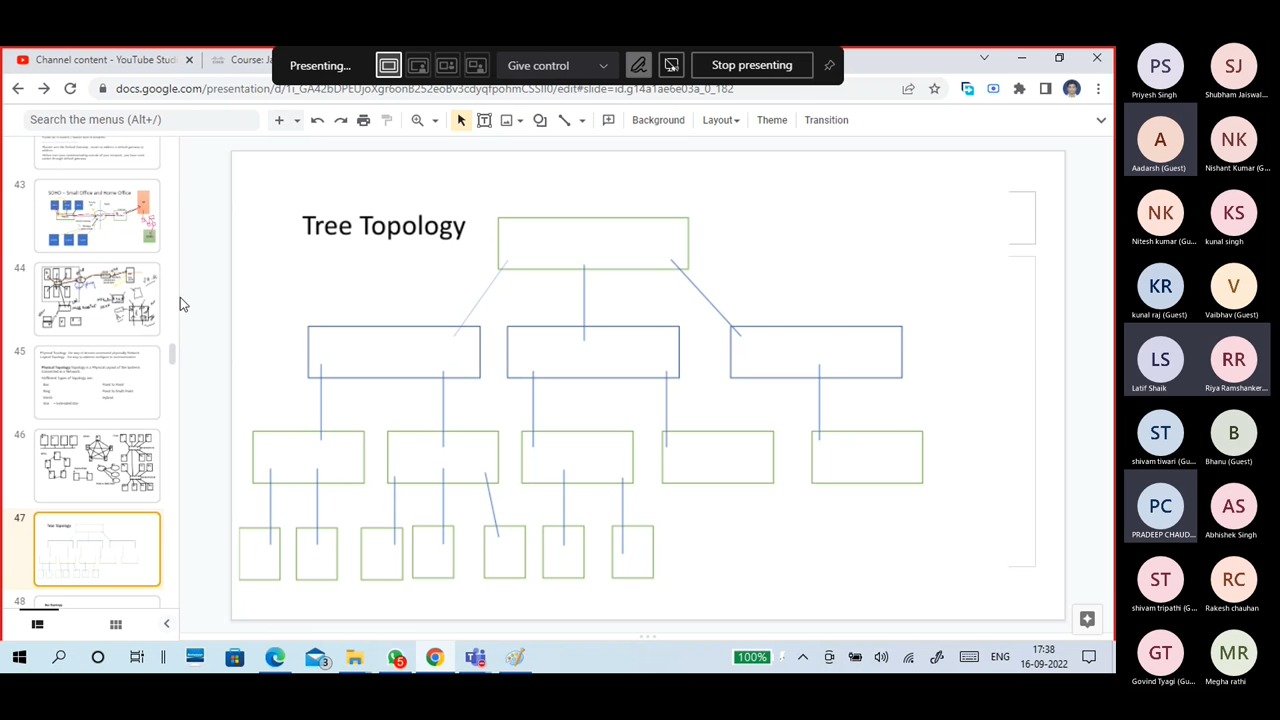 Channel content - YouTube Stud
Course: Ja
Presenting...
Give control
Stop presenting
docs.google.com/presentation/d/1i_GA42bDPEUjoXgr6onB252eoBv3cdyqfpohmCSSIl0/edit#slide=id.g14a1ae6e03a_0_182
Search the menus (Alt+/)
Background
Layout
Theme
Transition
43
SOHO – Small Office and Home Office
44
45
46
47
Tree Topology
48
Tree Topology
PS
Priyesh Singh
SJ
Shubham Jaiswal...
A
Aadarsh (Guest)
NK
Nishant Kumar (G...
NK
Nitesh kumar (Gu...
KS
kunal singh
KR
kunal raj (Guest)
V
Vaibhav (Guest)
LS
Latif Shaik
RR
Riya Ramshanker...
ST
shivam tiwari (Gu...
B
Bhanu (Guest)
PC
PRADEEP CHAUD...
AS
Abhishek Singh
ST
shivam tripathi (G...
RC
Rakesh chauhan
GT
Govind Tyagi (Gu...
MR
Megha rathi
3
5
100%
ENG
17:38
16-09-2022